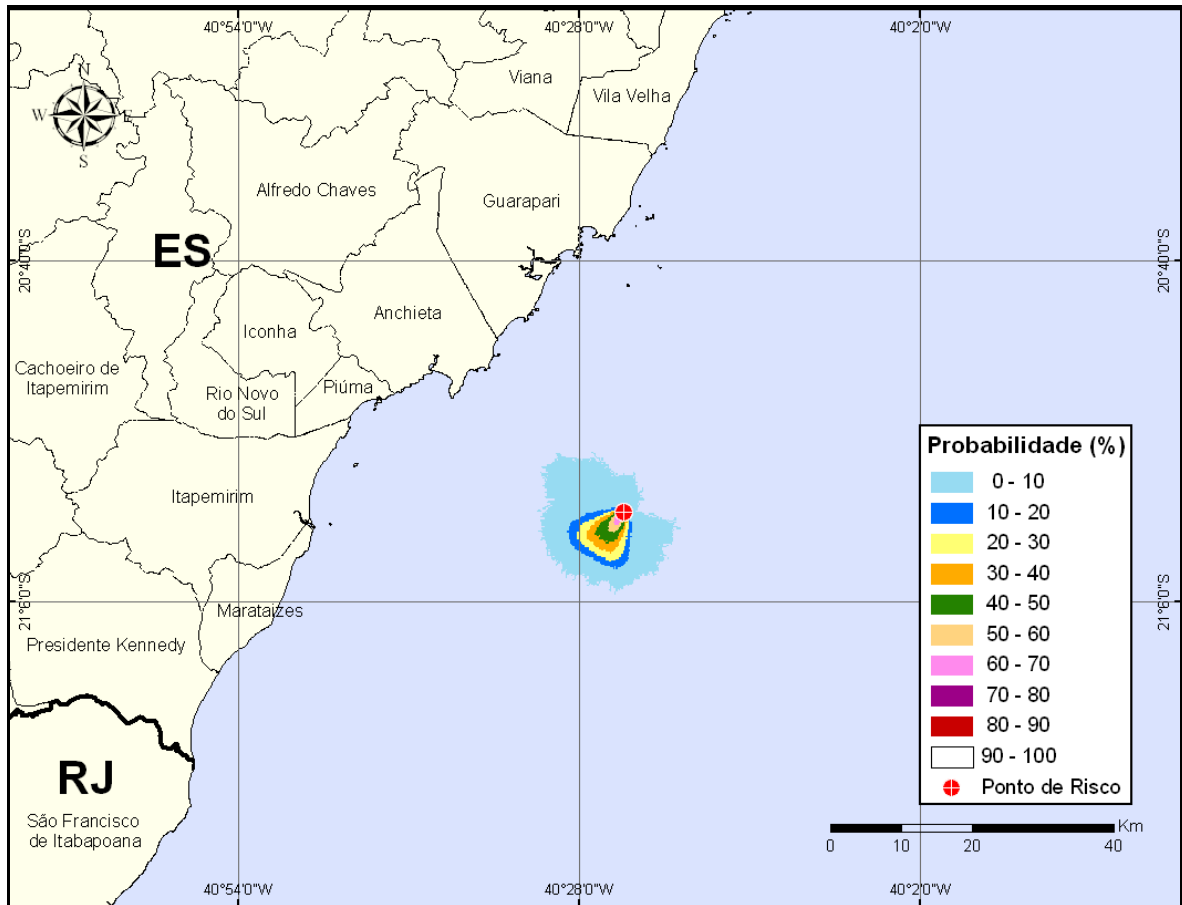 40°54'0"W
40°28'0"W
40°2'0"W
N
W
E
S
Viana
Vila Velha
Alfredo Chaves
Guarapari
ES
20°40'0"S
20°40'0"S
Anchieta
Iconha
Cachoeiro de
Itapemirim
Rio Novo
do Sul
Piúma
Itapemirim
Marataizes
Presidente Kennedy
21°6'0"S
21°6'0"S
RJ
São Francisco
de Itabapoana
Probabilidade (%)
0 - 10
10 - 20
20 - 30
30 - 40
40 - 50
50 - 60
60 - 70
70 - 80
80 - 90
90 - 100
Ponto de Risco
Km
0 10 20 40
40°54'0"W
40°28'0"W
40°2'0"W